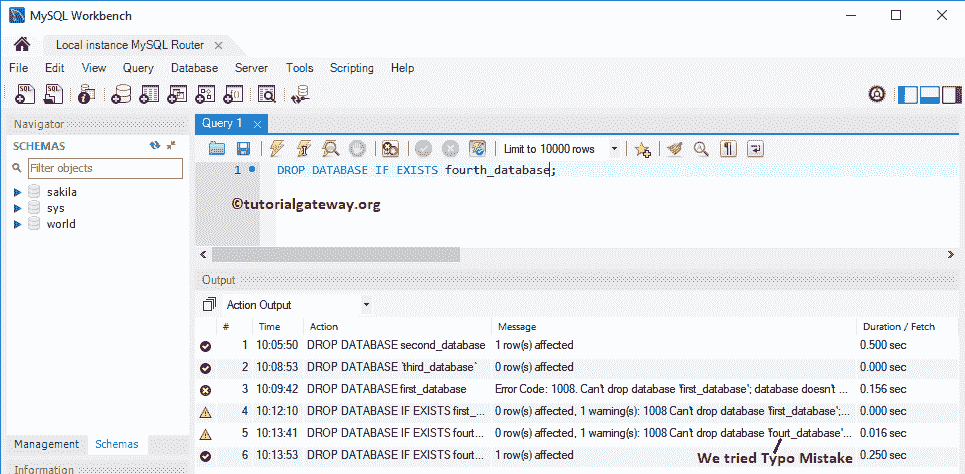 MySQL Workbench
Local instance MySQL Router
File Edit View Query Database Server Tools Scripting Help
Navigator
SCHEMAS
Filter objects
sakila
sys
world
Management Schemas
Information
Query 1
Limit to 10000 rows
1 DROP DATABASE IF EXISTS fourth_database;
©tutorialgateway.org
Output
Action Output
# Time Action Message Duration / Fetch
1 10:05:50 DROP DATABASE second_database 1 row(s) affected 0.500 sec
2 10:08:53 DROP DATABASE `third_database` 0 row(s) affected 0.000 sec
3 10:09:42 DROP DATABASE first_database Error Code: 1008. Can't drop database 'first_database'; database doesn't ... 0.156 sec
4 10:12:10 DROP DATABASE IF EXISTS first_... 0 row(s) affected, 1 warning(s): 1008 Can't drop database 'first_database';... 0.000 sec
5 10:13:41 DROP DATABASE IF EXISTS fourt... 0 row(s) affected, 1 warning(s): 1008 Can't drop database 'fourt_database'... 0.016 sec
6 10:13:53 DROP DATABASE IF EXISTS fourt... 0 row(s) affected 0.250 sec
We tried Typo Mistake